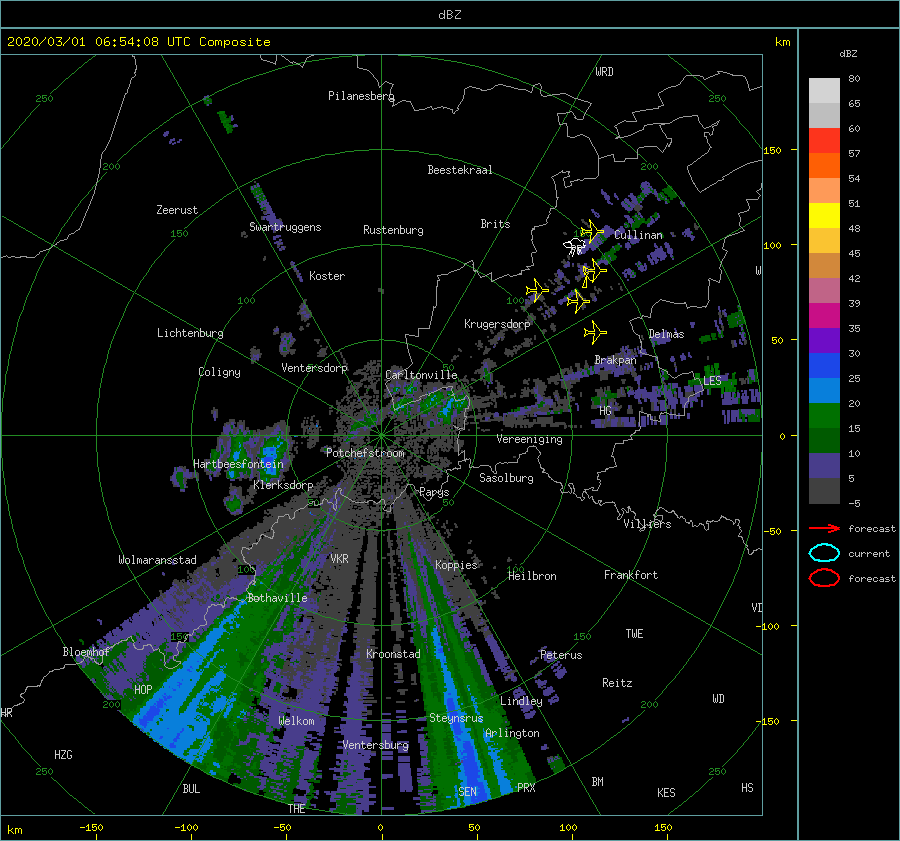 dBZ
2020/03/01 06:54:08 UTC Composite
km
dBZ
WRD
80
250
Pilanesberg
250
65
60
150
57
200
Beestekraal
200
54
Zeerust
51
Swartruggens
Rustenburg
Brits
150
Cullinan
48
100
45
Koster
42
100
100
39
Krugersdorp
35
Lichtenburg
Delmas
50
30
Coligny
Ventersdorp
Carltonville
Brakpan
LES
25
HG
20
Vereeniging
0
15
Potchefstroom
Hartbeesfontein
10
Klerksdorp
Sasolburg
5
Parys
50
50
-5
Villiers
-50
forecast
Wolmaransstad
VKR
Koppies
100
100
Heilbron
Frankfort
current
forecast
Bothaville
VD
-100
150
150
TWE
Bloemhof
Kroonstad
Peterus
HOP
Reitz
WD
200
Lindley
200
HR
Welkom
Steynsrus
-150
Arlington
Ventersburg
HZG
250
250
BUL
SEN
PRX
BM
KES
HS
THE
km
-150
-100
-50
0
50
100
150